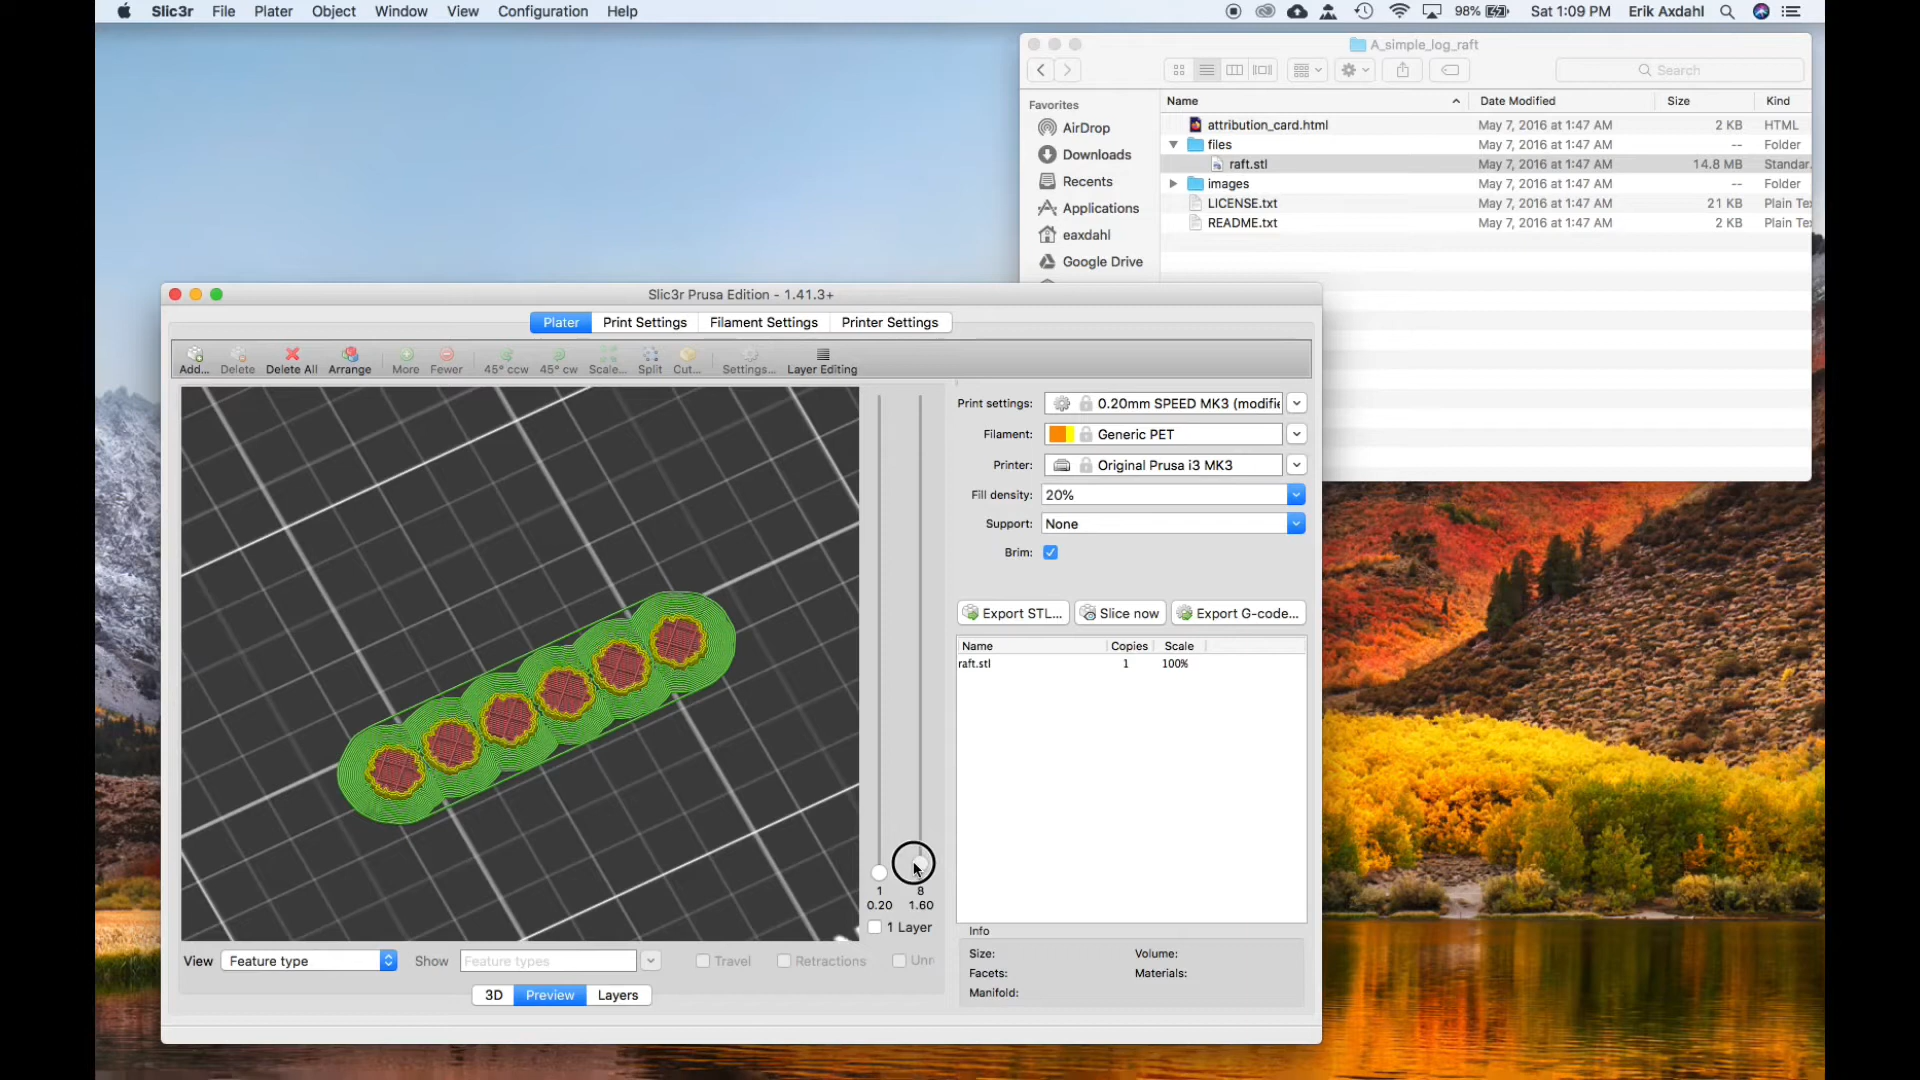 Slic3r File Plater Object Window View Configuration Help 98% Sat 1:09 PM Erik Axdahl
A_simple_log_raft
Search
Favorites
AirDrop
Downloads
Recents
Applications
eaxdahl
Google Drive
Name Date Modified Size Kind
attribution_card.html May 7, 2016 at 1:47 AM 2 KB HTML
files May 7, 2016 at 1:47 AM -- Folder
raft.stl May 7, 2016 at 1:47 AM 14.8 MB Standar.
images May 7, 2016 at 1:47 AM -- Folder
LICENSE.txt May 7, 2016 at 1:47 AM 21 KB Plain Te
README.txt May 7, 2016 at 1:47 AM 2 KB Plain Te
Slic3r Prusa Edition - 1.41.3+
Plater Print Settings Filament Settings Printer Settings
Add... Delete Delete All Arrange More Fewer 45° ccw 45° cw Scale... Split Cut... Settings... Layer Editing
Print settings: 0.20mm SPEED MK3 (modifie
Filament: Generic PET
Printer: Original Prusa i3 MK3
Fill density: 20%
Support: None
Brim:
Export STL... Slice now Export G-code...
Name Copies Scale
raft.stl 1 100%
1 8
0.20 1.60
1 Layer
Info
Size: Volume:
Facets: Materials:
Manifold:
View Feature type Show Feature types Travel Retractions Unr
3D Preview Layers